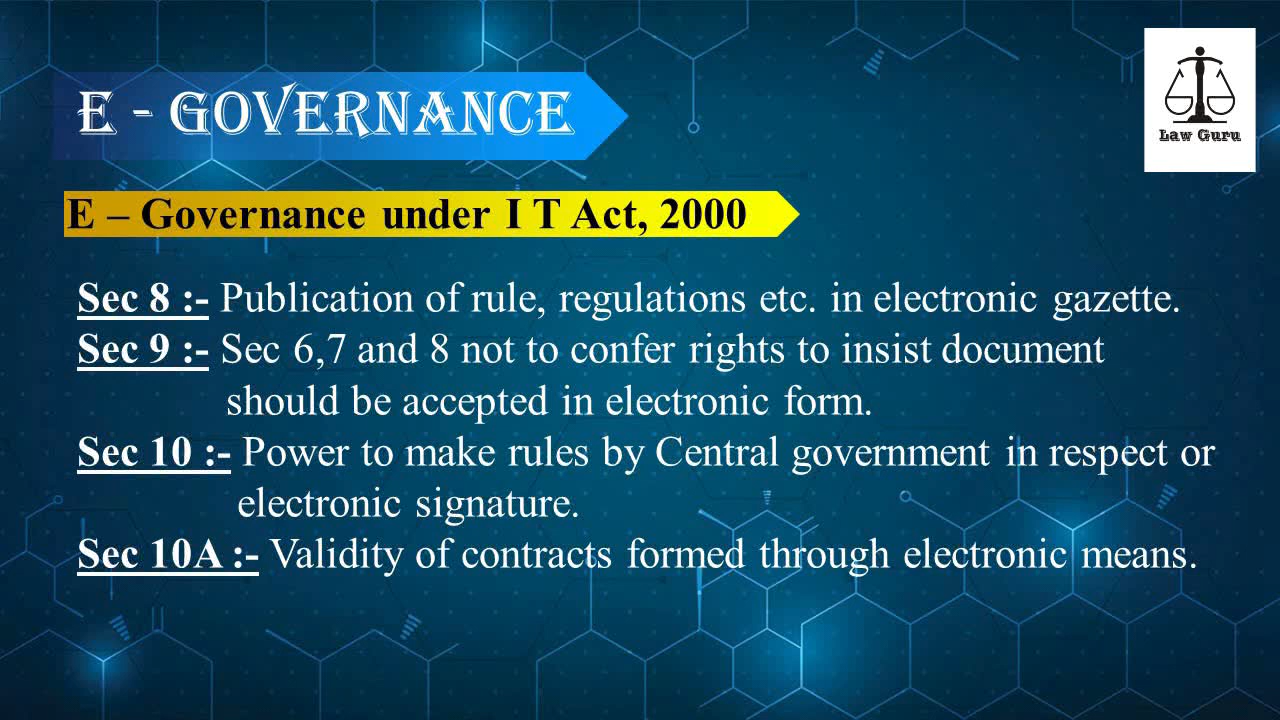 E - GOVERNANCE
Law Guru
E – Governance under I T Act, 2000
Sec 8 :- Publication of rule, regulations etc. in electronic gazette.
Sec 9 :- Sec 6,7 and 8 not to confer rights to insist document
should be accepted in electronic form.
Sec 10 :- Power to make rules by Central government in respect or
electronic signature.
Sec 10A :- Validity of contracts formed through electronic means.